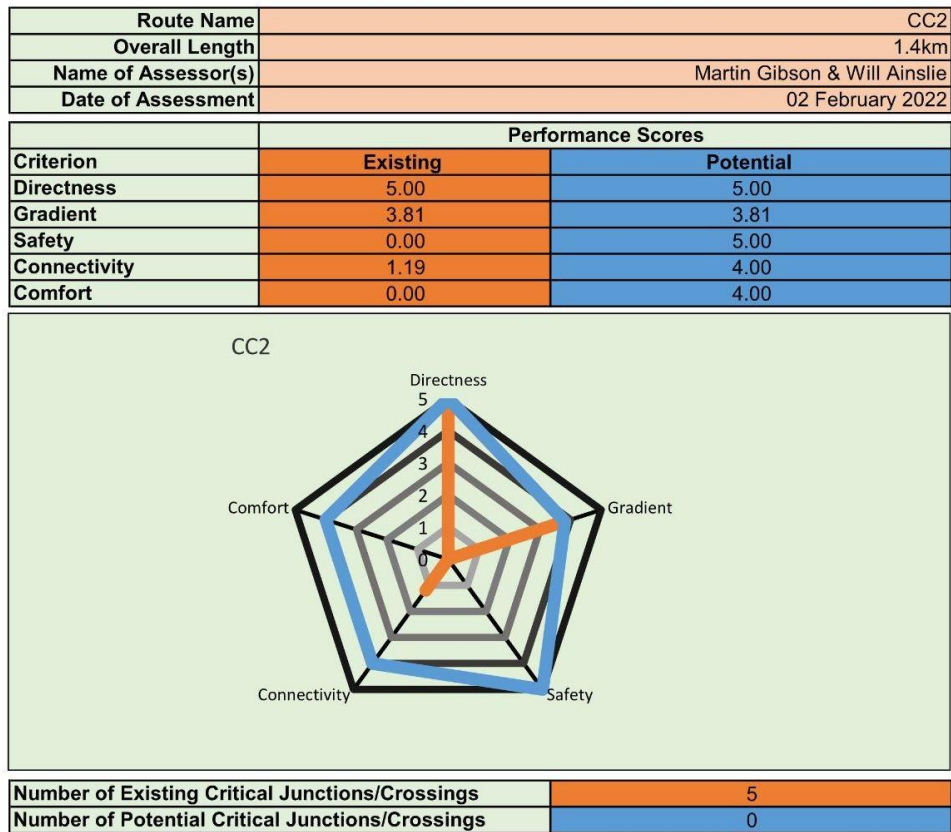 Route Name CC2
Overall Length 1.4km
Name of Assessor(s) Martin Gibson & Will Ainslie
Date of Assessment 02 February 2022
Performance Scores
Criterion Existing Potential
Directness 5.00 5.00
Gradient 3.81 3.81
Safety 0.00 5.00
Connectivity 1.19 4.00
Comfort 0.00 4.00
CC2
Directness
5
4
3
2
1
0
Comfort
Gradient
Connectivity
Safety
Number of Existing Critical Junctions/Crossings 5
Number of Potential Critical Junctions/Crossings 0